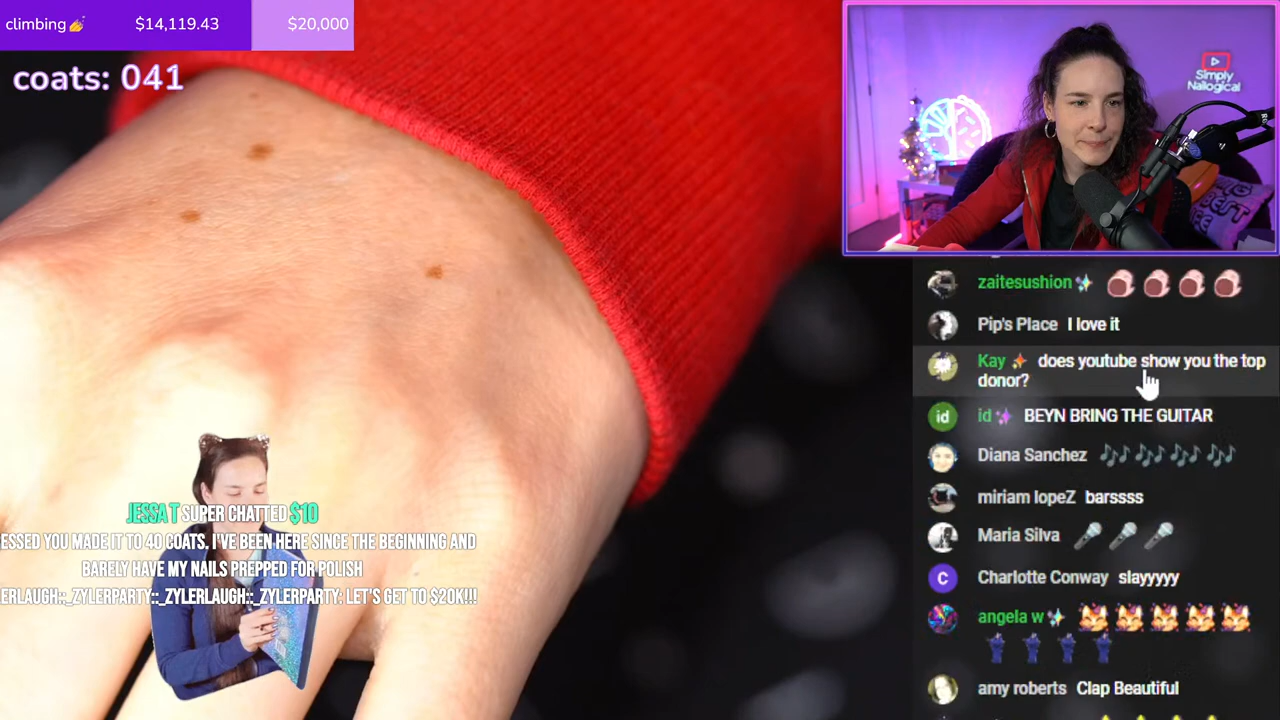 climbing💅 $14,119.43 $20,000
coats: 041
Simply
Nailogical
zaitesushion✨
Pip's Place I love it
Kay ✨ does youtube show you the top
donor?
id✨ BEYN BRING THE GUITAR
Diana Sanchez 🎶🎶🎶🎶
miriam lopeZ barssss
Maria Silva 🎤🎤🎤
C Charlotte Conway slayyyyy
angela w✨
amy roberts Clap Beautiful
JESSA T SUPER CHATTED $10
ESSED YOU MADE IT TO 40 COATS. I'VE BEEN HERE SINCE THE BEGINNING AND
BARELY HAVE MY NAILS PREPPED FOR POLISH
ERLAUGH::_ZYLERPARTY::_ZYLERLAUGH::_ZYLERPARTY: LET'S GET TO $20K!!!